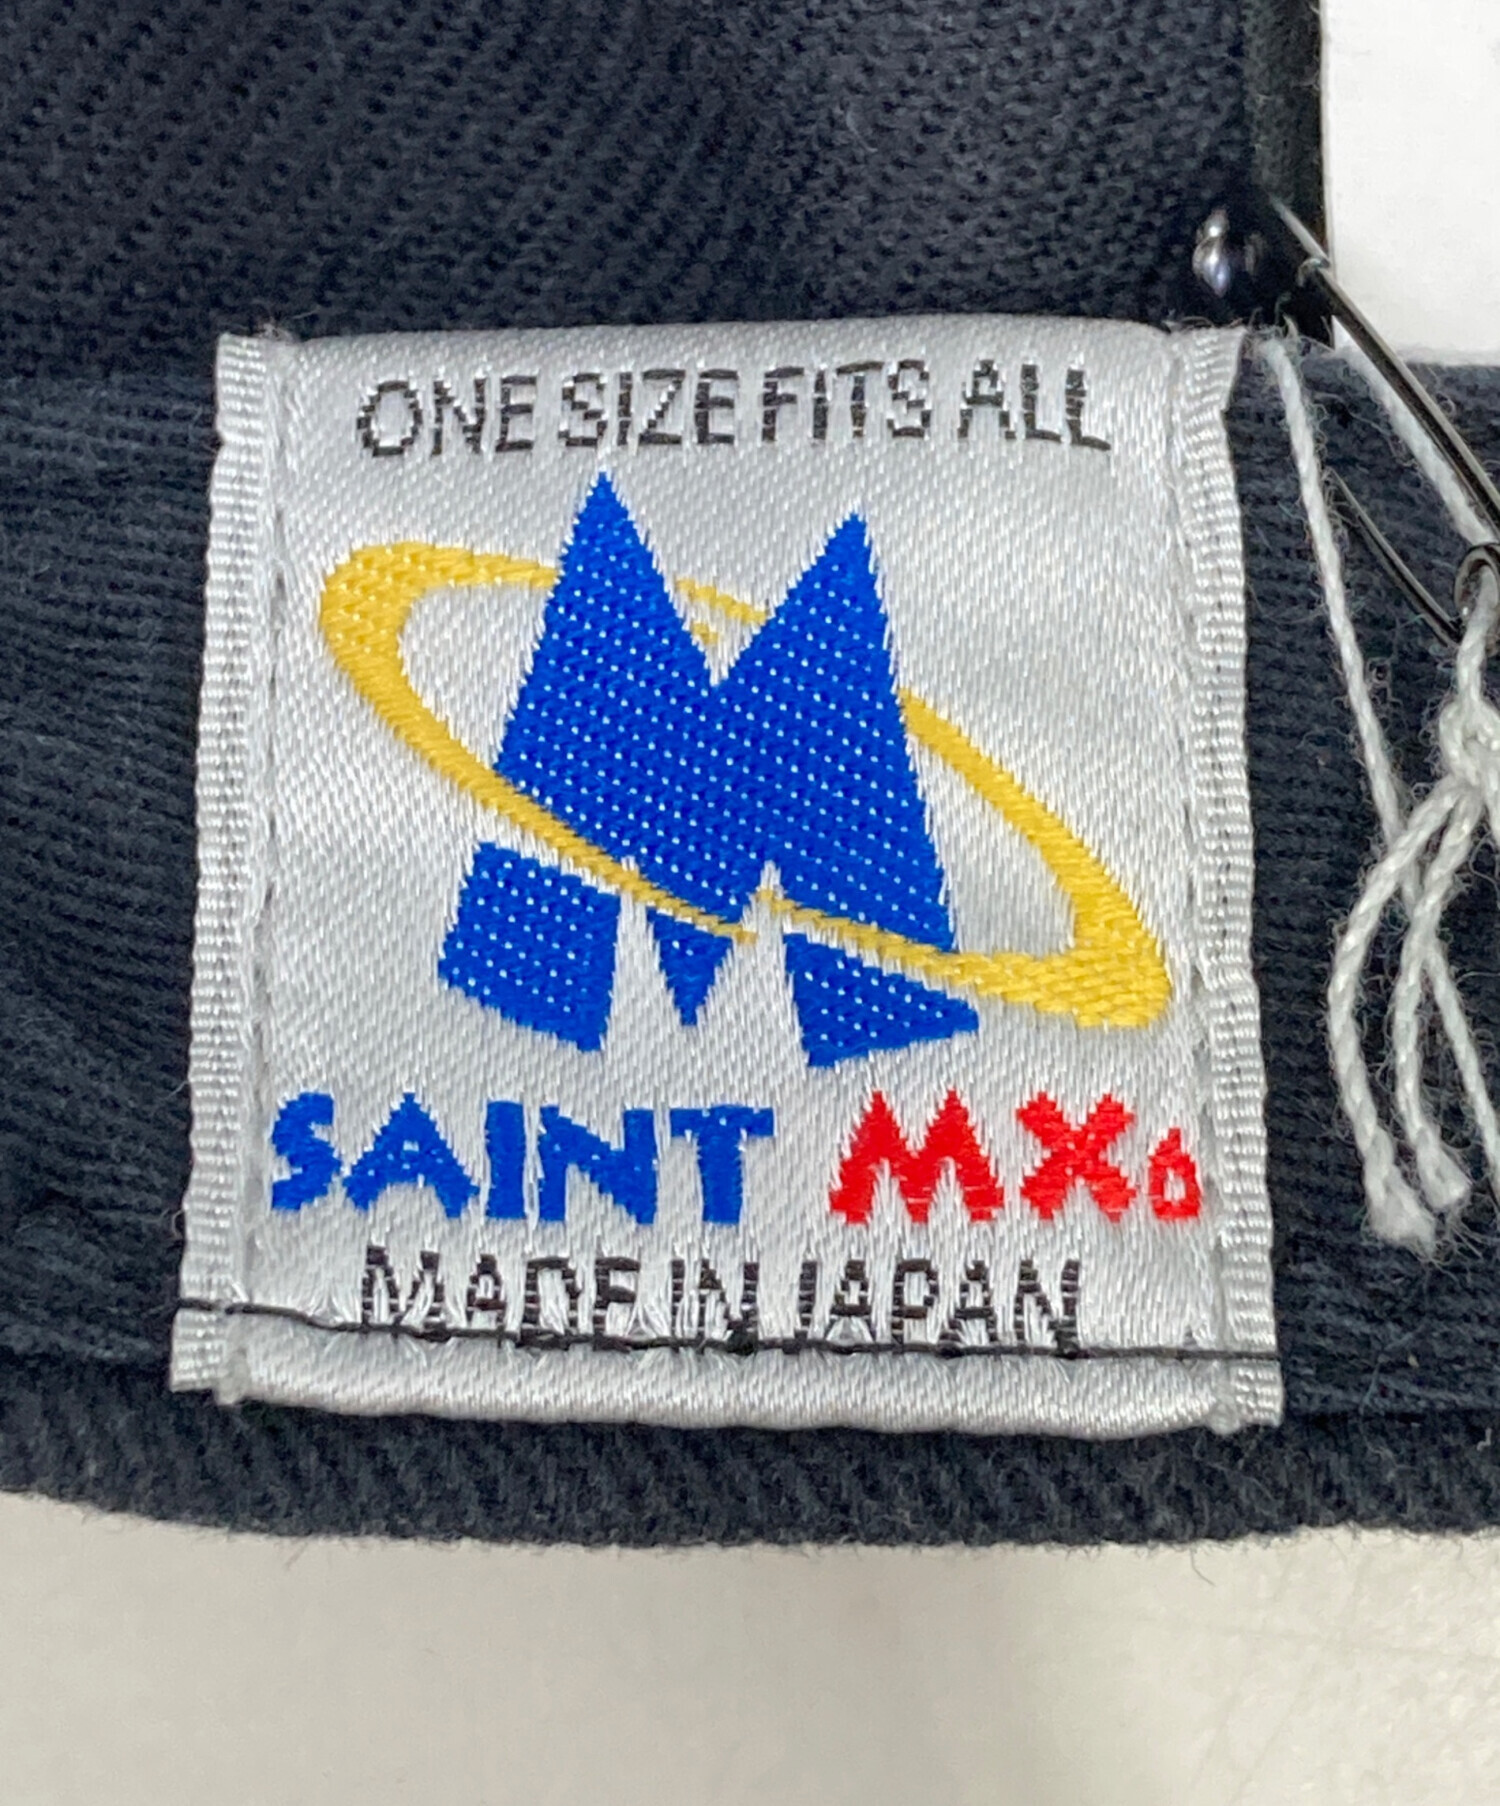 ONE SIZE FITS ALL
M
SAINT MX6
MADE IN JAPAN